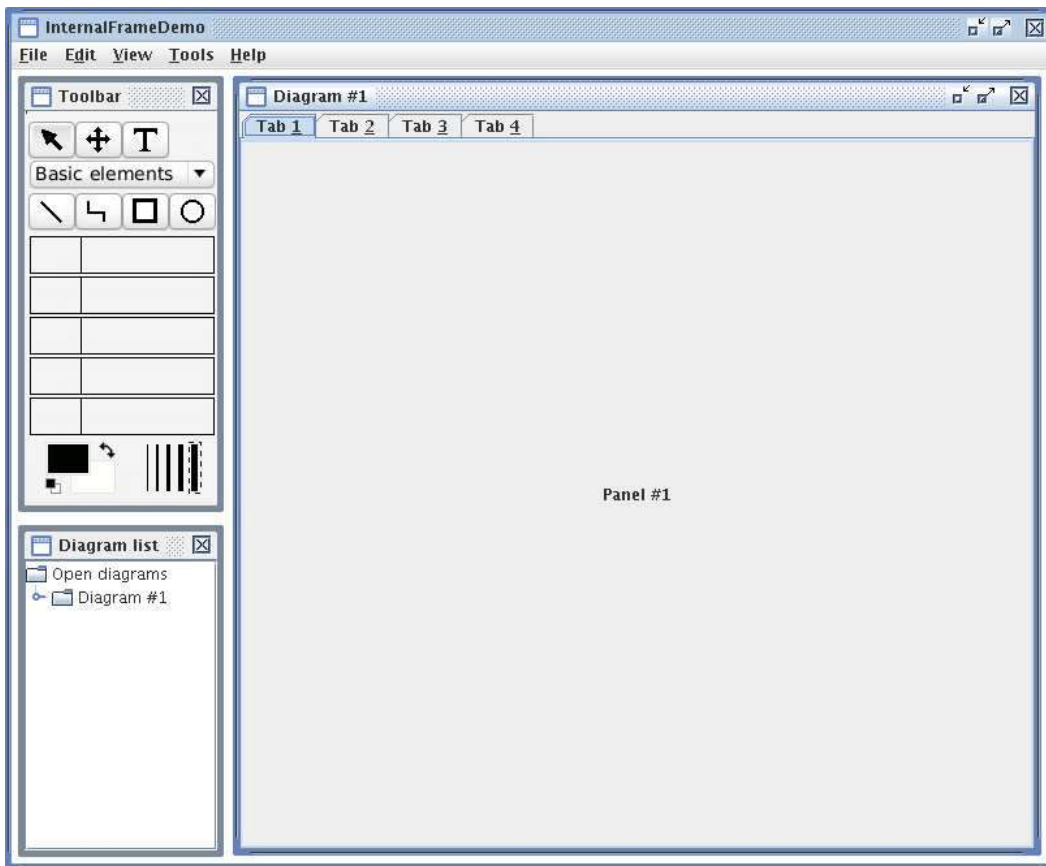 InternalFrameDemo
File Edit View Tools Help
Toolbar
T
Basic elements
Diagram list
Open diagrams
Diagram #1
Diagram #1
Tab 1 Tab 2 Tab 3 Tab 4
Panel #1